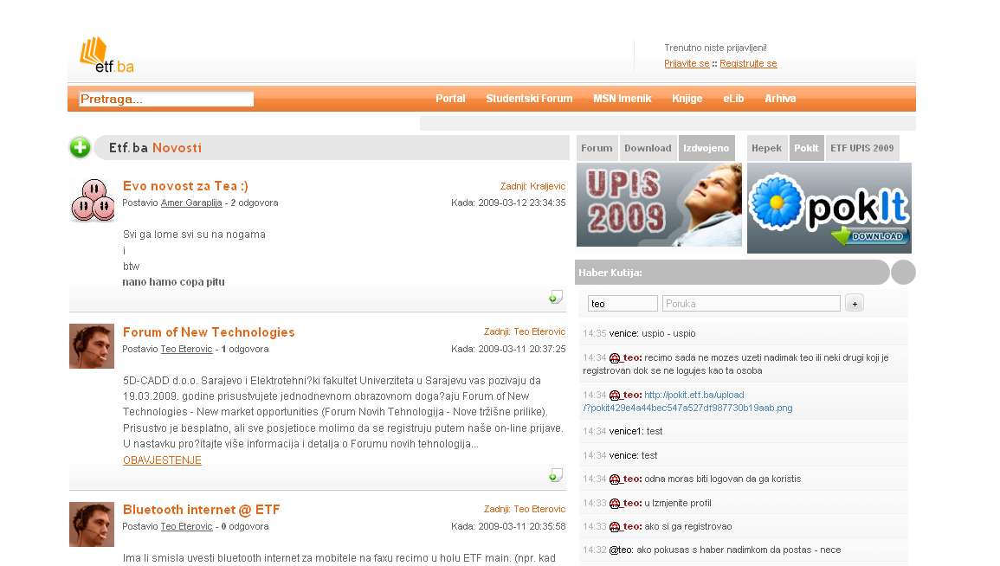 etf.ba
Trenutno niste prijavljeni!
Prijavite se :: Registrujte se
Pretraga...
Portal Studentski Forum MSN Imenik Knjige eLib Arhiva
Etf.ba Novosti
Evo novost za Tea :)
Zadnji: Kraljevic
Postavio Amer Garaplija - 2 odgovora
Kada: 2009-03-12 23:34:35
Svi ga lome svi su na nogama
i
btw
nano hamo copa pitu
Forum of New Technologies
Zadnji: Teo Eterovic
Postavio Teo Eterovic - 1 odgovora
Kada: 2009-03-11 20:37:25
5D-CADD d.o.o. Sarajevo i Elektrotehni?ki fakultet Univerziteta u Sarajevu vas pozivaju da
19.03.2009. godine prisustvujete jednodnevnom obrazovnom doga?aju Forum of New
Technologies - New market opportunities (Forum Novih Tehnologija - Nove tržišne prilike).
Prisustvo je besplatno, ali sve posjetioce molimo da se registruju putem naše on-line prijave.
U nastavku pro?itajte više informacija i detalja o Forumu novih tehnologija...
OBAVJESTENJE
Bluetooth internet @ ETF
Zadnji: Teo Eterovic
Postavio Teo Eterovic - 0 odgovora
Kada: 2009-03-11 20:35:58
Ima li smisla uvesti bluetooth internet za mobitele na faxu recimo u holu ETF main. (npr. kad
Forum Download Izdvojeno
UPIS
2009
Hepek PokIt ETF UPIS 2009
pokIt
DOWNLOAD
Haber Kutija:
teo Poruka +
14:35 venice: uspio - uspio
14:34 _teo: recimo sada ne mozes uzeti nadimak teo ili neki drugi koji je
registrovan dok se ne logujes kao ta osoba
14:34 _teo: http://pokit.etf.ba/upload
/?pokit429e4a44bec547a527df987730b19aab.png
14:34 venice1: test
14:34 venice: test
14:34 _teo: odna moras biti logovan da ga koristis
14:33 _teo: u Izmjenite profil
14:33 _teo: ako si ga registrovao
14:32 @teo: ako pokusas s haber nadimkom da postas - nece